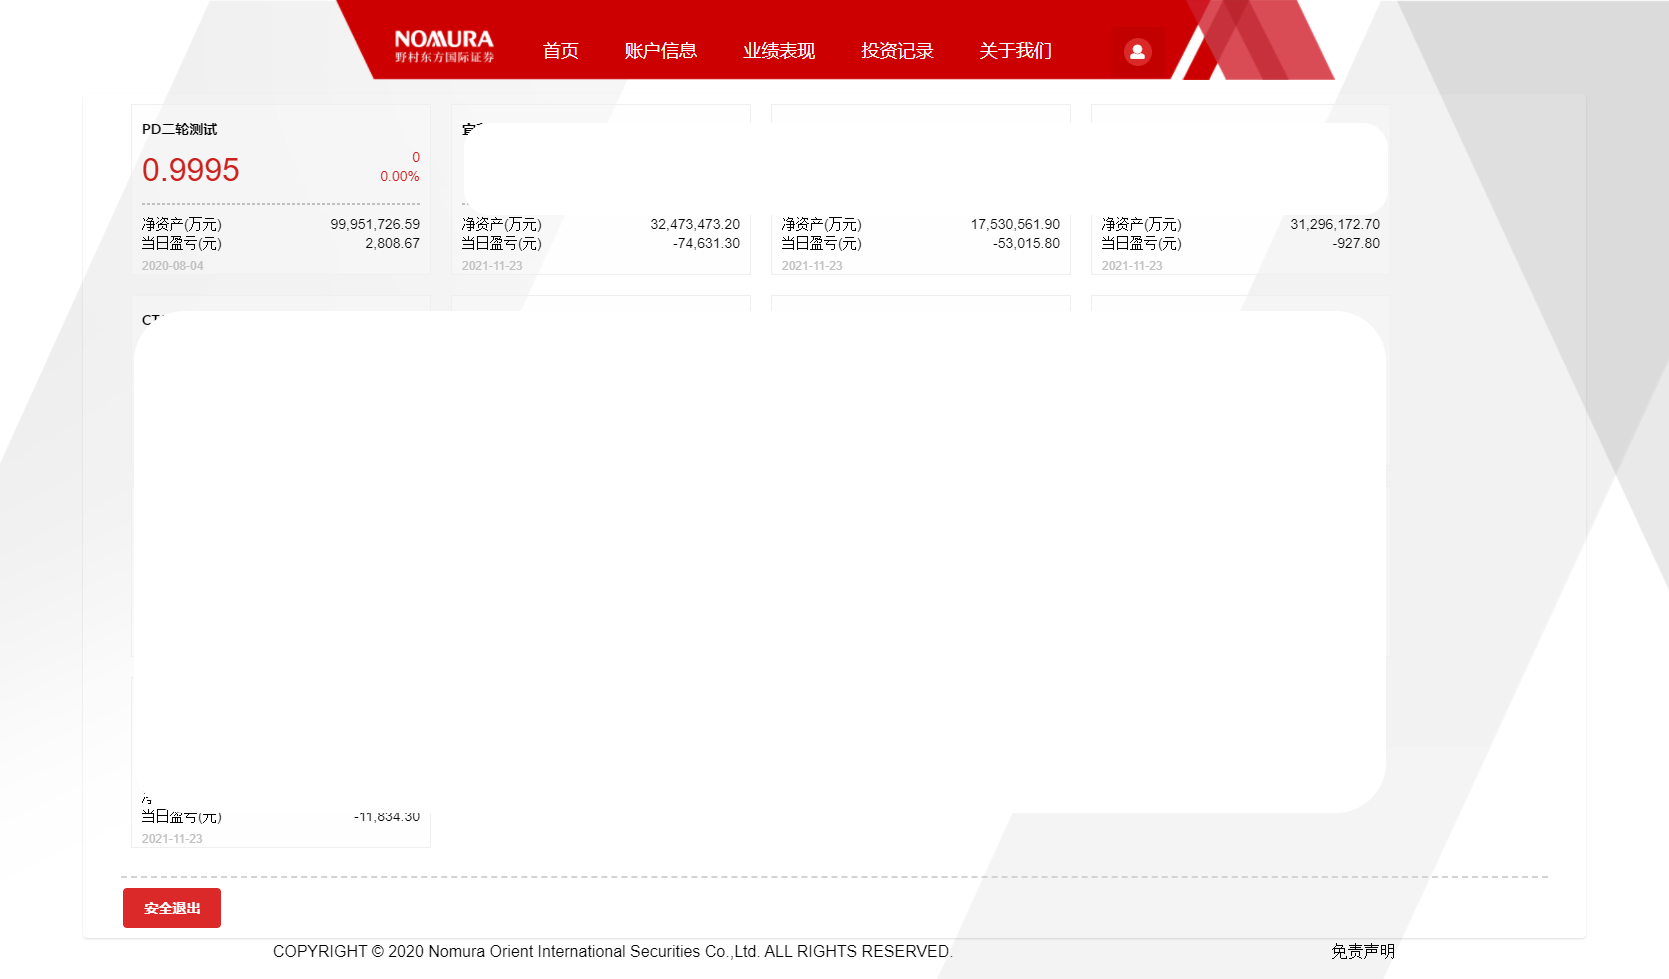 NOMURA
野村东方国际证券
首页 账户信息 业绩表现 投资记录 关于我们
PD二轮测试
0.9995
0
0.00%
净资产(万元) 99,951,726.59
当日盈亏(元) 2,808.67
2020-08-04
净资产(万元) 32,473,473.20
当日盈亏(元) -74,631.30
2021-11-23
净资产(万元) 17,530,561.90
当日盈亏(元) -53,015.80
2021-11-23
净资产(万元) 31,296,172.70
当日盈亏(元) -927.80
2021-11-23
当日盈亏(元) -11,834.30
2021-11-23
安全退出
COPYRIGHT © 2020 Nomura Orient International Securities Co.,Ltd. ALL RIGHTS RESERVED.
免责声明